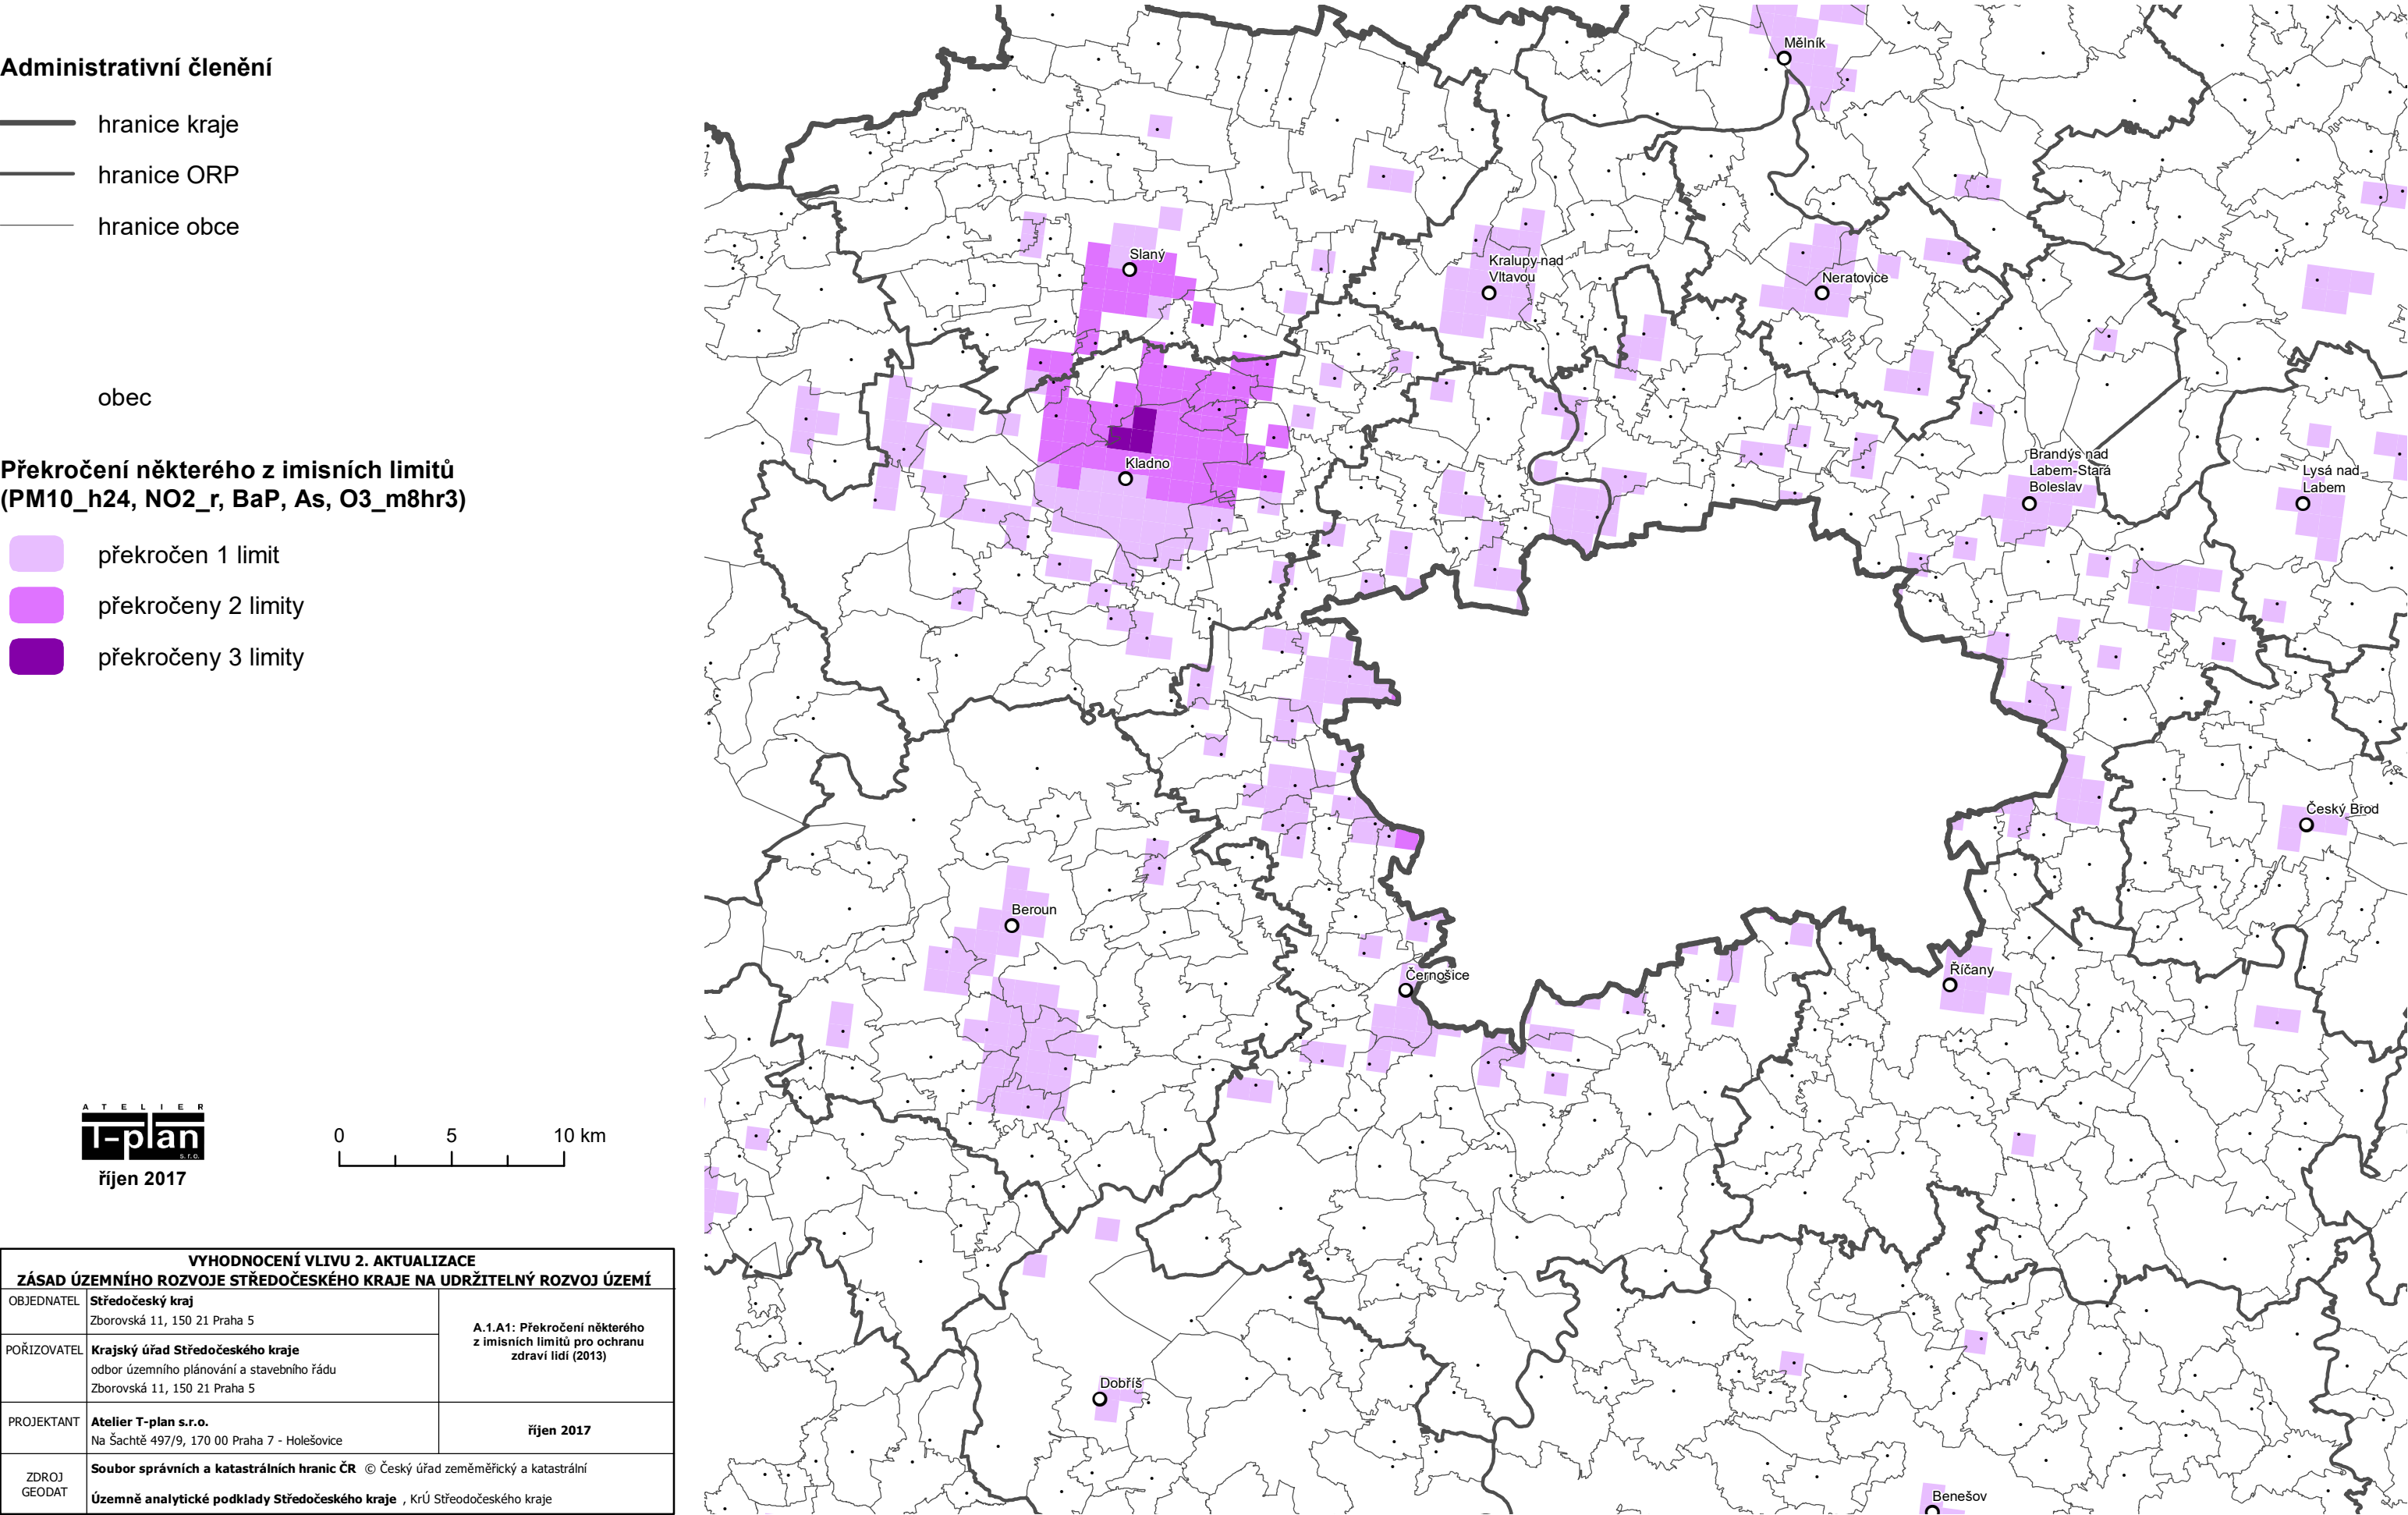 Administrativní členění
hranice kraje
hranice ORP
hranice obce
obec
Překročení některého z imisních limitů
(PM10_h24, NO2_r, BaP, As, O3_m8hr3)
překročen 1 limit
překročeny 2 limity
překročeny 3 limity
ATELIER
T-plan
s.r.o.
říjen 2017
0 5 10 km
VYHODNOCENÍ VLIVU 2. AKTUALIZACE
ZÁSAD ÚZEMNÍHO ROZVOJE STŘEDOČESKÉHO KRAJE NA UDRŽITELNÝ ROZVOJ ÚZEMÍ
OBJEDNATEL
Středočeský kraj
Zborovská 11, 150 21 Praha 5
POŘIZOVATEL
Krajský úřad Středočeského kraje
odbor územního plánování a stavebního řádu
Zborovská 11, 150 21 Praha 5
A.1.A1: Překročení některého
z imisních limitů pro ochranu
zdraví lidí (2013)
PROJEKTANT
Atelier T-plan s.r.o.
Na Šachtě 497/9, 170 00 Praha 7 - Holešovice
říjen 2017
ZDROJ
GEODAT
Soubor správních a katastrálních hranic ČR © Český úřad zeměměřický a katastrální
Územně analytické podklady Středočeského kraje , KrÚ Střeodočeského kraje
Mělník
Slaný
Kralupy nad
Vltavou
Neratovice
Kladno
Brandýs nad
Labem-Stará
Boleslav
Lysá nad
Labem
Český Brod
Beroun
Černošice
Říčany
Dobříš
Benešov